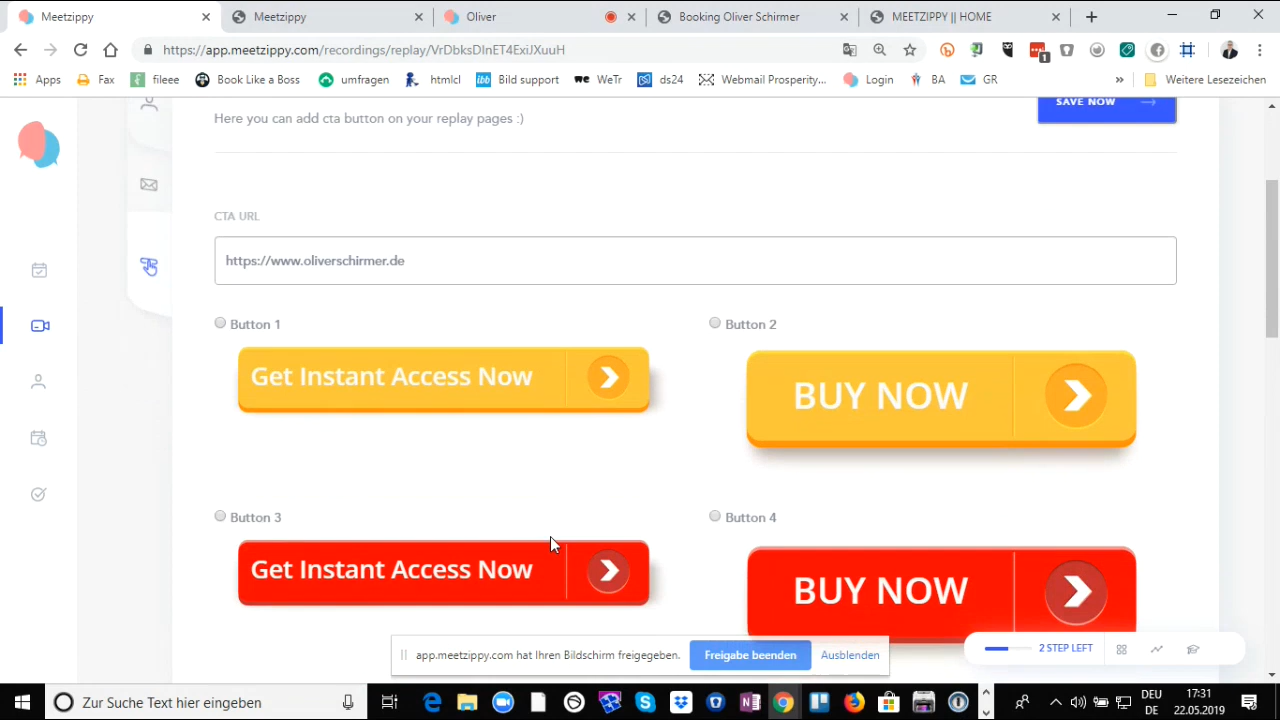 Meetzippy
Meetzippy
Oliver
Booking Oliver Schirmer
MEETZIPPY || HOME
https://app.meetzippy.com/recordings/replay/VrDbksDlnET4ExiJXuuH
1
Apps
Fax
fileee
Book Like a Boss
umfragen
htmlcl
ibb
Bild support
WeTr
ds24
Webmail Prosperity...
Login
BA
GR
»
Weitere Lesezeichen
Here you can add cta button on your replay pages :)
SAVE NOW
CTA URL
https://www.oliverschirmer.de
Button 1
Button 2
Get Instant Access Now
BUY NOW
Button 3
Button 4
Get Instant Access Now
BUY NOW
app.meetzippy.com hat Ihren Bildschirm freigegeben.
Freigabe beenden
Ausblenden
2 STEP LEFT
Zur Suche Text hier eingeben
DEU
DE
17:31
22.05.2019